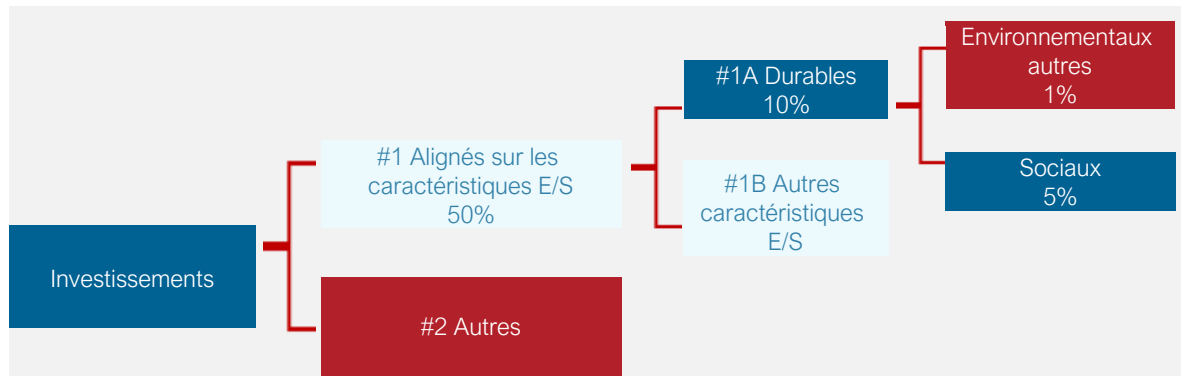 Investissements
#1 Alignés sur les
caractéristiques E/S
50%
#2 Autres
#1A Durables
10%
#1B Autres
caractéristiques
E/S
Environnementaux
autres
1%
Sociaux
5%